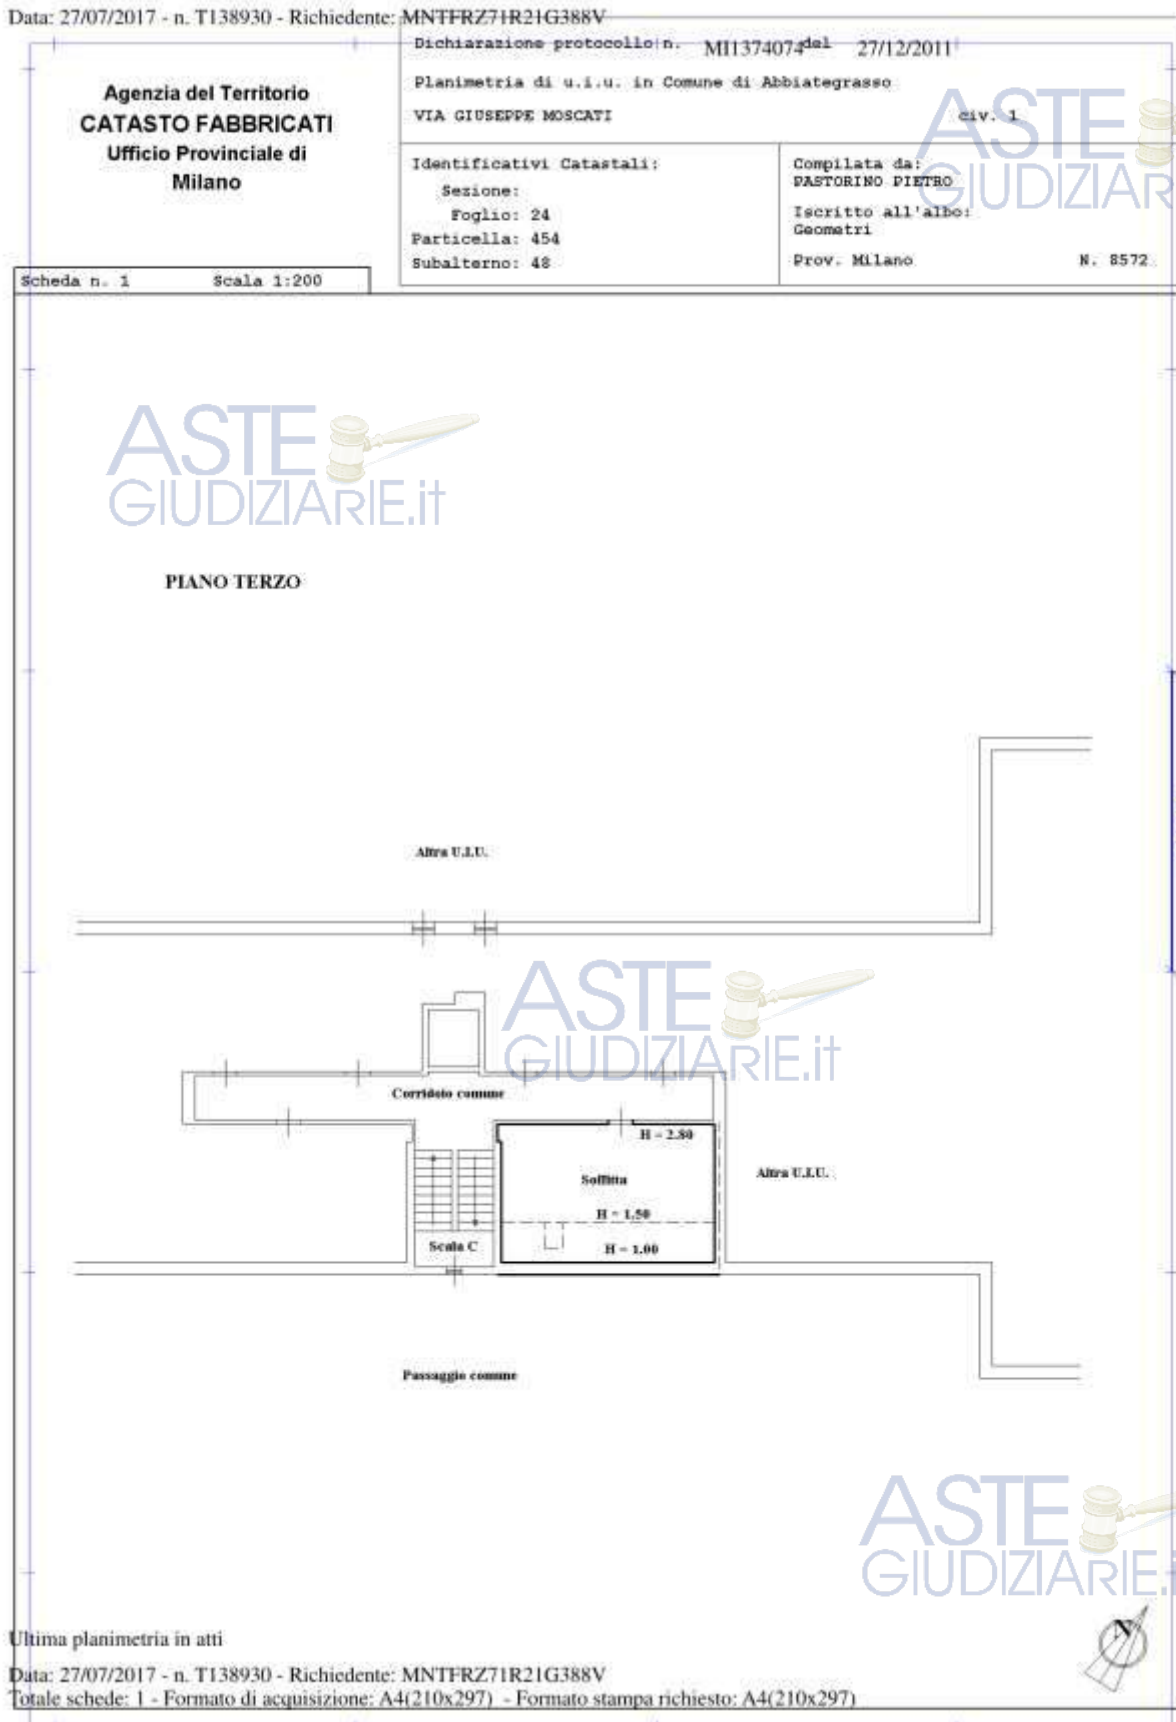 Data: 27/07/2017 - n. T138930 - Richiedente: MNTFRZ71R21G388V
Agenzia del Territorio
CATASTO FABBRICATI
Ufficio Provinciale di
Milano
Dichiarazione protocollo n. MI1374074 del 27/12/2011
Planimetria di u.i.u. in Comune di Abbiategrasso
VIA GIUSEPPE MOSCATI civ. 1
Identificativi Catastali:
Sezione:
Foglio: 24
Particella: 454
Subalterno: 48
Compilata da:
PASTORINO PIETRO
Iscritto all'albo:
Geometri
Prov. Milano N. 8572
Scheda n. 1 Scala 1:200
ASTE
GIUDIZIAR
ASTE
GIUDIZIARIE.it
PIANO TERZO
Altra U.I.U.
ASTE
GIUDIZIARIE.it
Corridoio comune
H = 2.80
Soffitta
Altra U.I.U.
H = 1.50
Scala C
H = 1.00
Passaggio comune
ASTE
GIUDIZIARIE.i
N
Ultima planimetria in atti
Data: 27/07/2017 - n. T138930 - Richiedente: MNTFRZ71R21G388V
Totale schede: 1 - Formato di acquisizione: A4(210x297) - Formato stampa richiesto: A4(210x297)